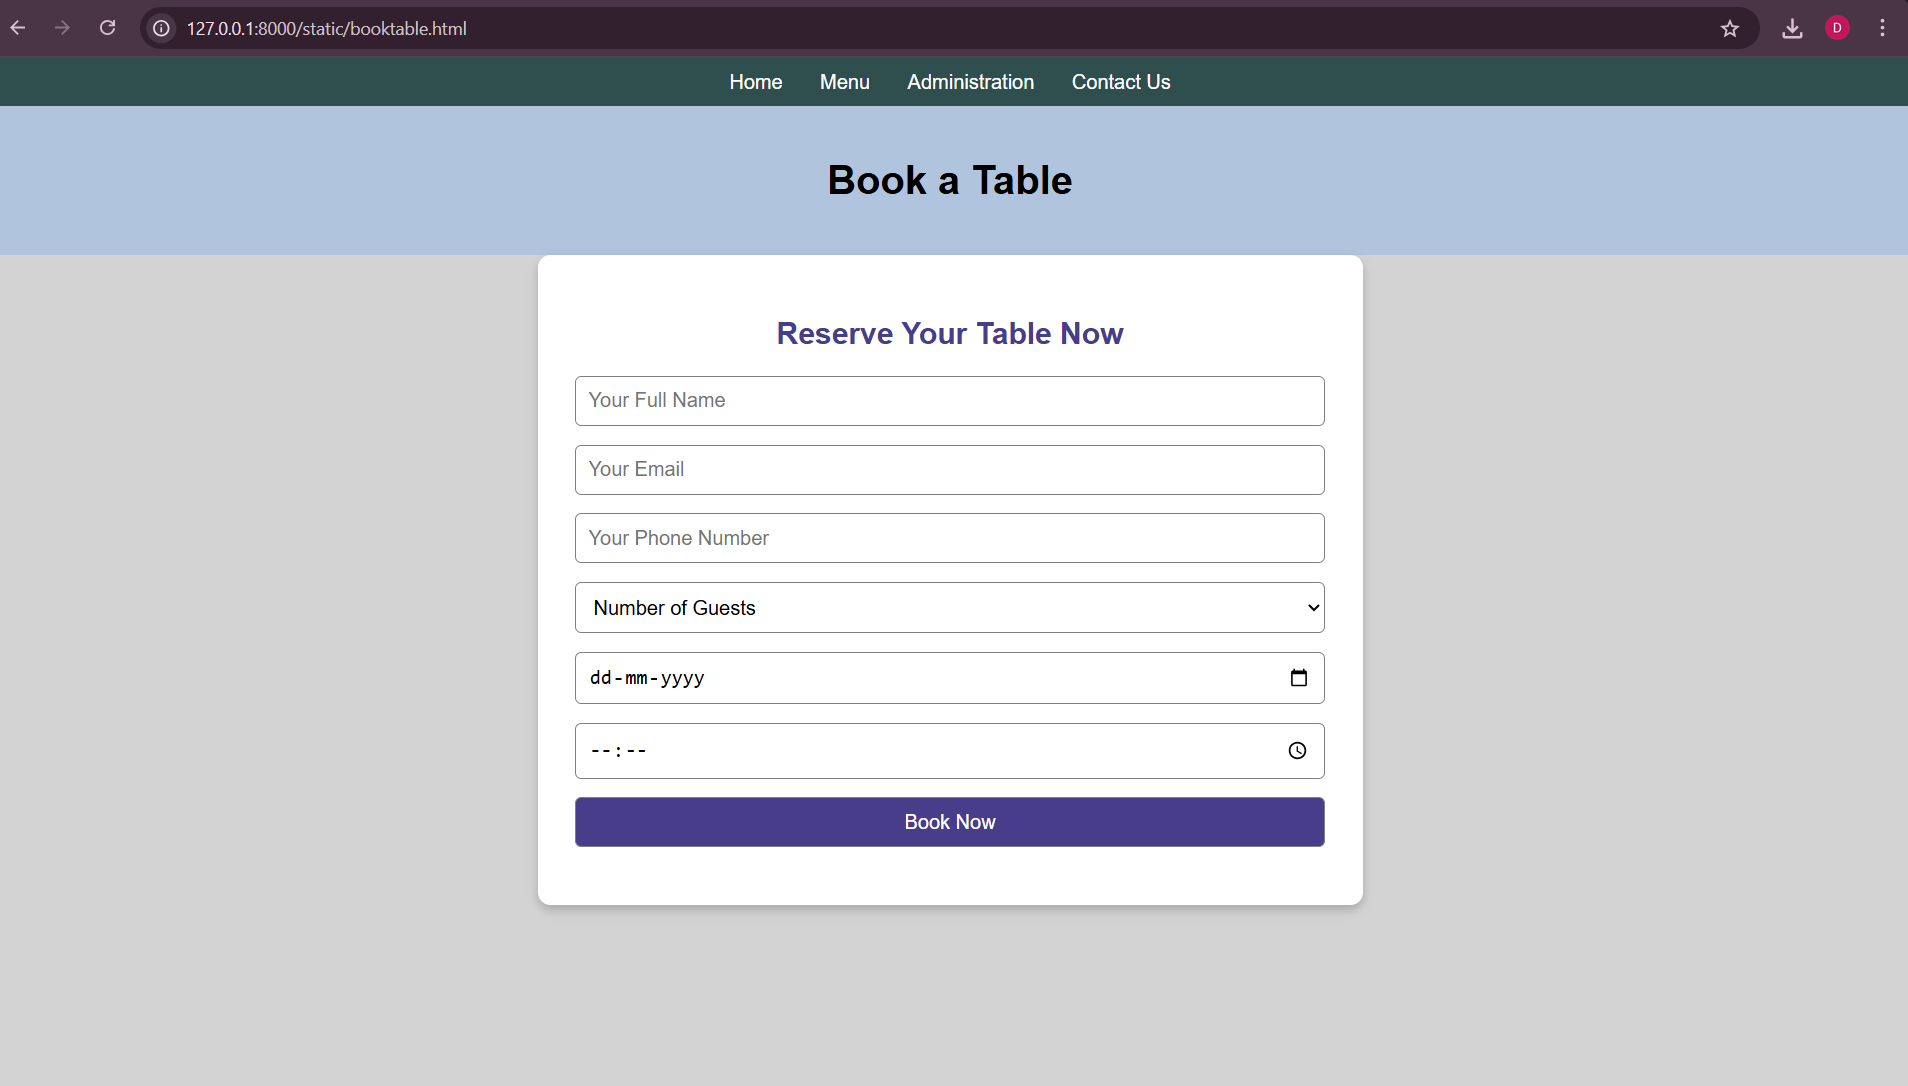 127.0.0.1:8000/static/booktable.html
D
Home Menu Administration Contact Us
Book a Table
Reserve Your Table Now
Your Full Name
Your Email
Your Phone Number
Number of Guests
dd-mm-yyyy
--:--
Book Now